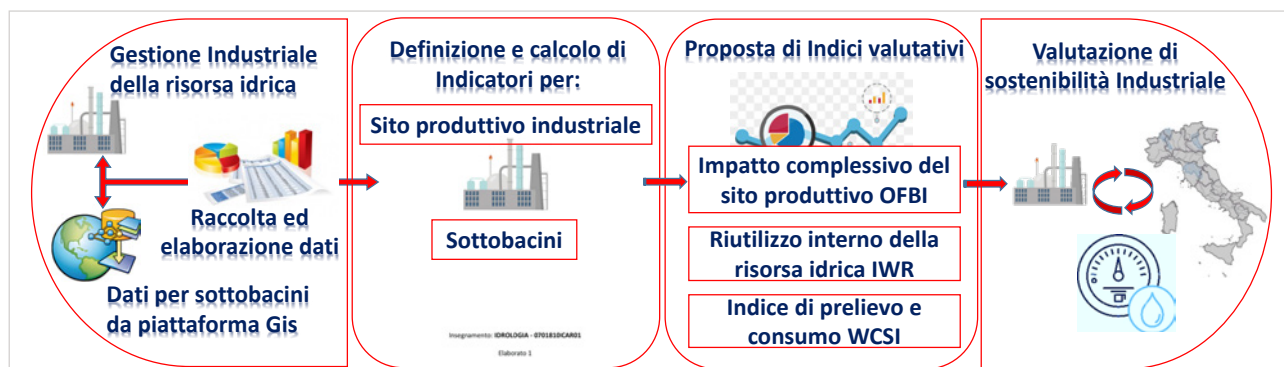 Gestione Industriale
della risorsa idrica
Raccolta ed
elaborazione dati
Dati per sottobacini
da piattaforma Gis
Definizione e calcolo di
Indicatori per:
Sito produttivo industriale
Sottobacini
Insegnamento: IDROLOGIA - 0701810ICAR01
Elaborato 1
Proposta di Indici valutativi
Impatto complessivo del
sito produttivo OFBI
Riutilizzo interno della
risorsa idrica IWR
Indice di prelievo e
consumo WCSI
Valutazione di
sostenibilità Industriale